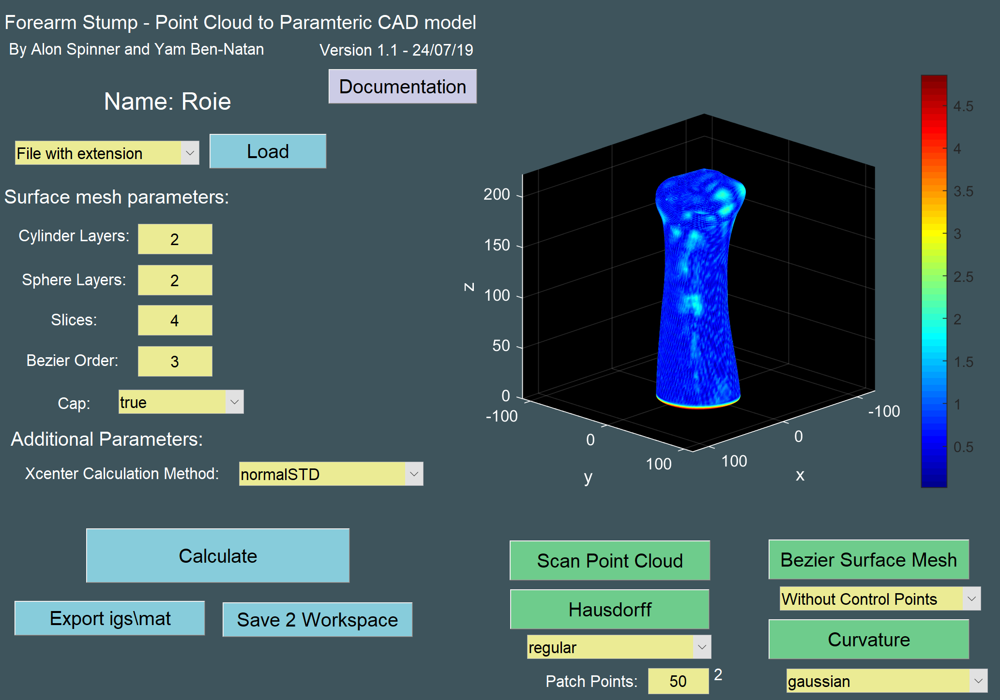 Forearm Stump - Point Cloud to Paramteric CAD model
By Alon Spinner and Yam Ben-Natan
Version 1.1 - 24/07/19
Documentation
Name: Roie
File with extension
Load
Surface mesh parameters:
Cylinder Layers: 2
Sphere Layers: 2
Slices: 4
Bezier Order: 3
Cap: true
Additional Parameters:
Xcenter Calculation Method: normalSTD
Calculate
Export igs\mat
Save 2 Workspace
200
150
100
50
0
z
-100
0
100
y
100
0
-100
x
4.5
4
3.5
3
2.5
2
1.5
1
0.5
Scan Point Cloud
Bezier Surface Mesh
Without Control Points
Hausdorff
regular
Curvature
gaussian
Patch Points: 50 2